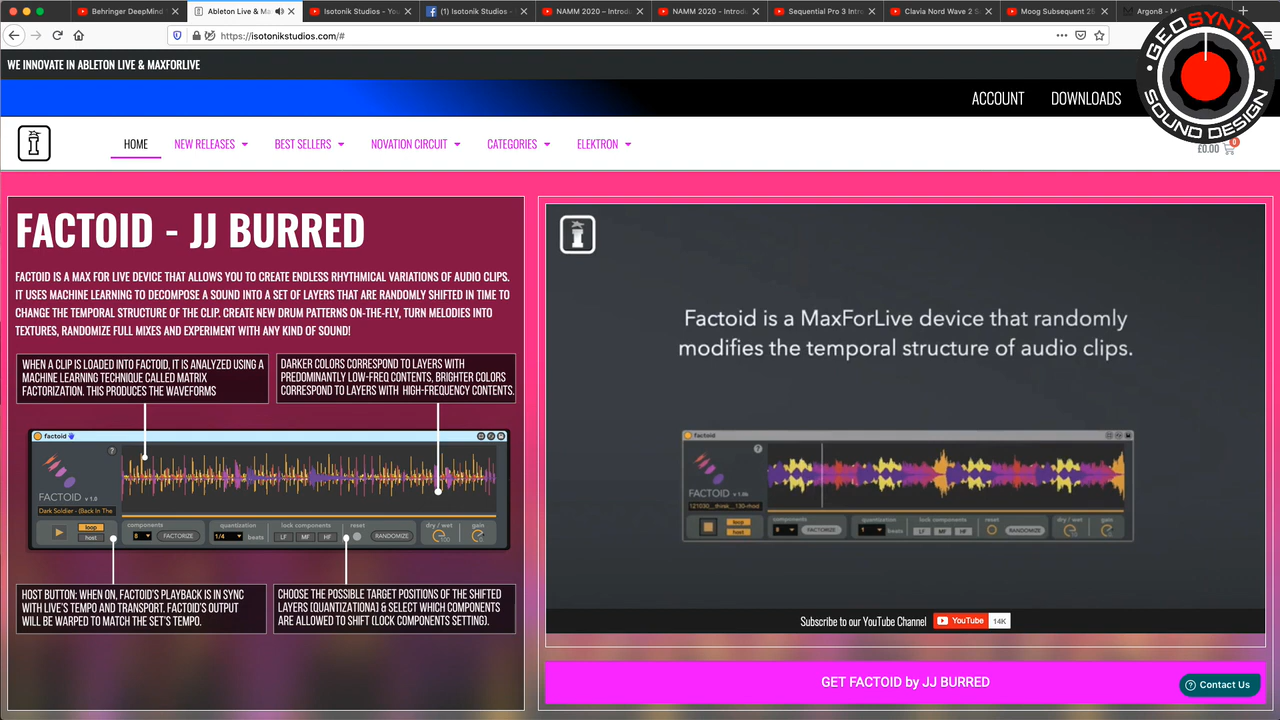 Behringer DeepMind
Ableton Live & Ma
Isotonik Studios - You
(1) Isotonik Studios -
NAMM 2020 – Introd
NAMM 2020 - Introd
Sequential Pro 3 Intro
Clavia Nord Wave 2 S
Moog Subsequent 25
Argon8 - M
https://isotonikstudios.com/#
GEOSYNTHS.
SOUND DESIGN
WE INNOVATE IN ABLETON LIVE & MAXFORLIVE
ACCOUNT
DOWNLOADS
HOME
NEW RELEASES
BEST SELLERS
NOVATION CIRCUIT
CATEGORIES
ELEKTRON
£0.00
0
FACTOID - JJ BURRED
FACTOID IS A MAX FOR LIVE DEVICE THAT ALLOWS YOU TO CREATE ENDLESS RHYTHMICAL VARIATIONS OF AUDIO CLIPS.
IT USES MACHINE LEARNING TO DECOMPOSE A SOUND INTO A SET OF LAYERS THAT ARE RANDOMLY SHIFTED IN TIME TO
CHANGE THE TEMPORAL STRUCTURE OF THE CLIP. CREATE NEW DRUM PATTERNS ON-THE-FLY, TURN MELODIES INTO
TEXTURES, RANDOMIZE FULL MIXES AND EXPERIMENT WITH ANY KIND OF SOUND!
WHEN A CLIP IS LOADED INTO FACTOID, IT IS ANALYZED USING A
MACHINE LEARNING TECHNIQUE CALLED MATRIX
FACTORIZATION. THIS PRODUCES THE WAVEFORMS
DARKER COLORS CORRESPOND TO LAYERS WITH
PREDOMINANTLY LOW-FREQ CONTENTS, BRIGHTER COLORS
CORRESPOND TO LAYERS WITH HIGH-FREQUENCY CONTENTS.
factoid
?
FACTOID v 1.0
Dark Soldier - (Back In The
loop
host
components
8
FACTORIZE
quantization
1/4
beats
lock components
LF
MF
HF
reset
RANDOMIZE
dry / wet
100
gain
HOST BUTTON: WHEN ON, FACTOID'S PLAYBACK IS IN SYNC
WITH LIVE'S TEMPO AND TRANSPORT. FACTOID'S OUTPUT
WILL BE WARPED TO MATCH THE SET'S TEMPO.
CHOOSE THE POSSIBLE TARGET POSITIONS OF THE SHIFTED
LAYERS (QUANTIZATIONA) & SELECT WHICH COMPONENTS
ARE ALLOWED TO SHIFT (LOCK COMPONENTS SETTING).
Factoid is a MaxForLive device that randomly
modifies the temporal structure of audio clips.
factoid
?
FACTOID v 1.0b
loop
host
components
8
FACTORIZE
quantization
1
beats
lock components
LF
MF
HF
reset
RANDOMIZE
dry / wet
gain
Subscribe to our YouTube Channel
YouTube
14K
GET FACTOID by JJ BURRED
? Contact Us